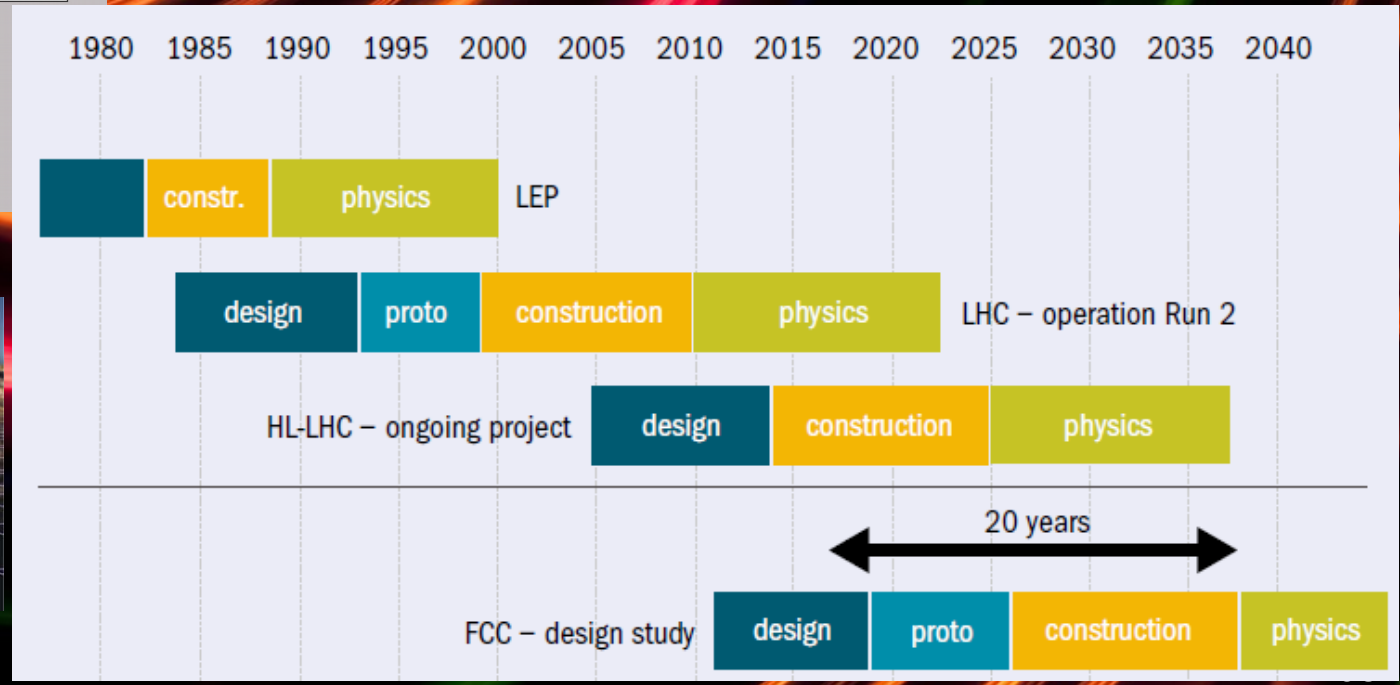 1980 1985 1990 1995 2000 2005 2010 2015 2020 2025 2030 2035 2040
constr. physics LEP
design proto construction physics LHC – operation Run 2
HL-LHC – ongoing project design construction physics
20 years
FCC – design study design proto construction physics